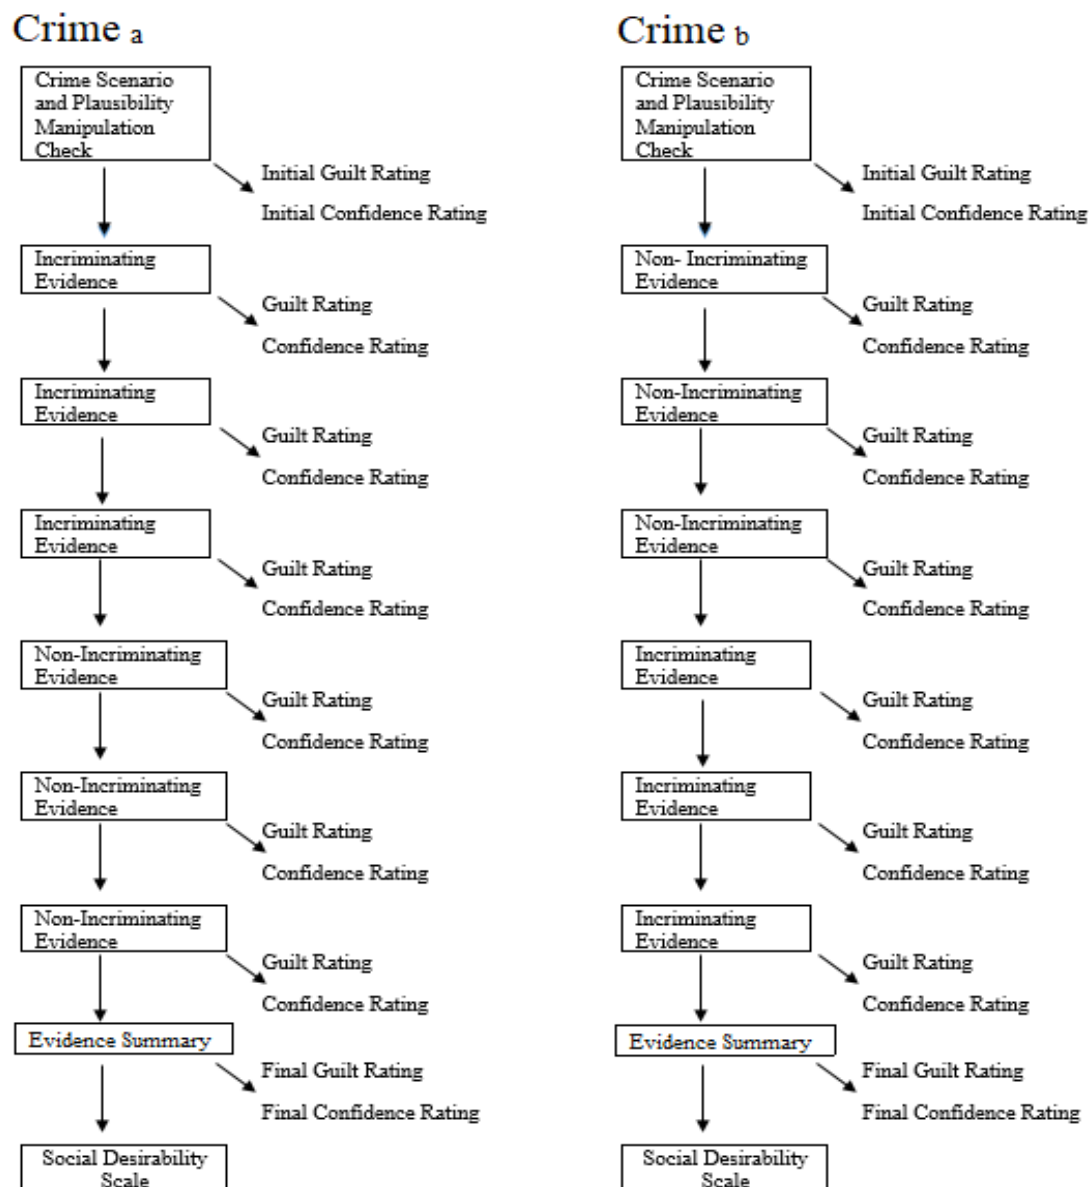 Crime a
Crime Scenario
and Plausibility
Manipulation
Check
Initial Guilt Rating
Initial Confidence Rating
Incriminating
Evidence
Guilt Rating
Confidence Rating
Incriminating
Evidence
Guilt Rating
Confidence Rating
Incriminating
Evidence
Guilt Rating
Confidence Rating
Non-Incriminating
Evidence
Guilt Rating
Confidence Rating
Non-Incriminating
Evidence
Guilt Rating
Confidence Rating
Non-Incriminating
Evidence
Guilt Rating
Confidence Rating
Evidence Summary
Final Guilt Rating
Final Confidence Rating
Social Desirability
Scale
Crime b
Crime Scenario
and Plausibility
Manipulation
Check
Initial Guilt Rating
Initial Confidence Rating
Non- Incriminating
Evidence
Guilt Rating
Confidence Rating
Non-Incriminating
Evidence
Guilt Rating
Confidence Rating
Non-Incriminating
Evidence
Guilt Rating
Confidence Rating
Incriminating
Evidence
Guilt Rating
Confidence Rating
Incriminating
Evidence
Guilt Rating
Confidence Rating
Incriminating
Evidence
Guilt Rating
Confidence Rating
Evidence Summary
Final Guilt Rating
Final Confidence Rating
Social Desirability
Scale